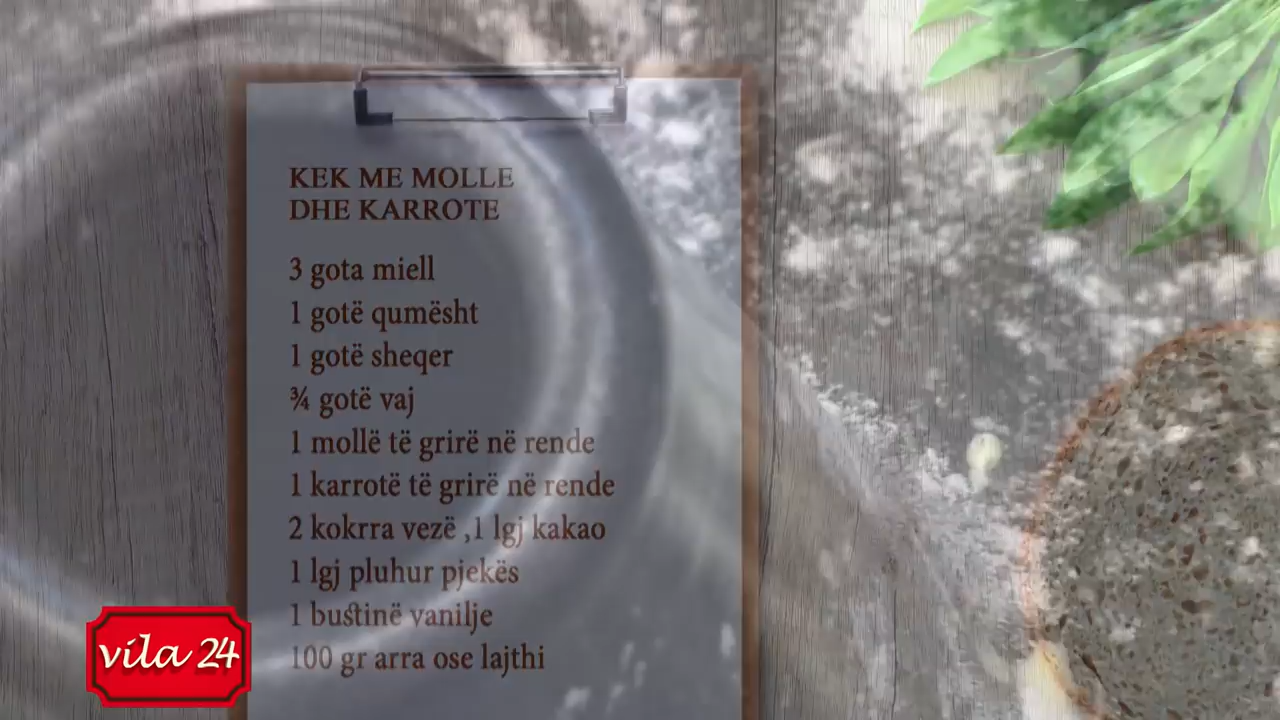 KEK ME MOLLE
DHE KARROTE
3 gota miell
1 gotë qumësht
1 gotë sheqer
¾ gotë vaj
1 mollë të grirë në rende
1 karrotë të grirë në rende
2 kokrra vezë ,1 lgj kakao
1 lgj pluhur pjekës
1 bustinë vanilje
100 gr arra ose lajthi
vila 24